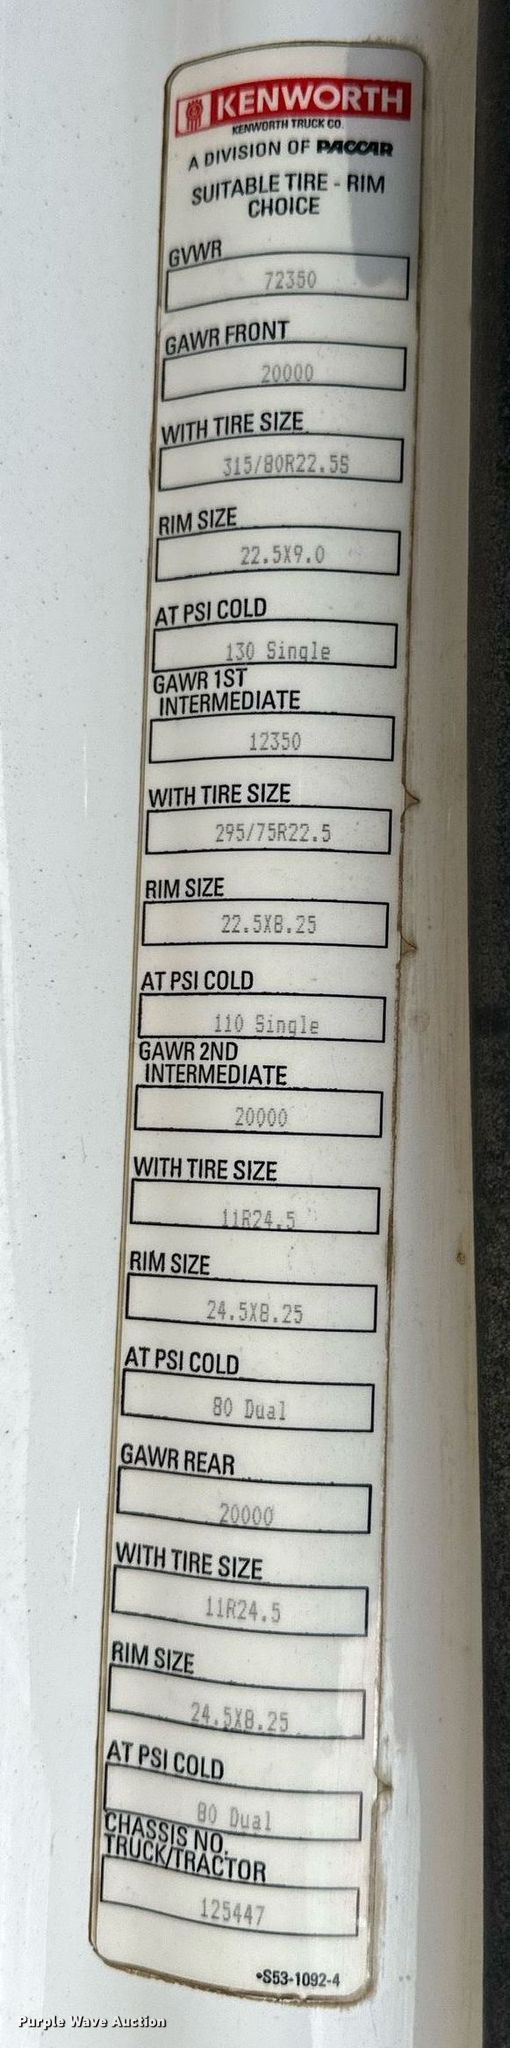 KENWORTH
KENWORTH TRUCK CO.
A DIVISION OF PACCAR
SUITABLE TIRE - RIM
CHOICE
GVWR
72350
GAWR FRONT
20000
WITH TIRE SIZE
315/80R22.5S
RIM SIZE
22.5X9.0
AT PSI COLD
130 Single
GAWR 1ST
INTERMEDIATE
12350
WITH TIRE SIZE
295/75R22.5
RIM SIZE
22.5X8.25
AT PSI COLD
110 Single
GAWR 2ND
INTERMEDIATE
20000
WITH TIRE SIZE
11R24.5
RIM SIZE
24.5X8.25
AT PSI COLD
80 Dual
GAWR REAR
20000
WITH TIRE SIZE
11R24.5
RIM SIZE
24.5X8.25
AT PSI COLD
80 Dual
CHASSIS NO.
TRUCK/TRACTOR
125447
•S53-1092-4
Purple Wave Auction